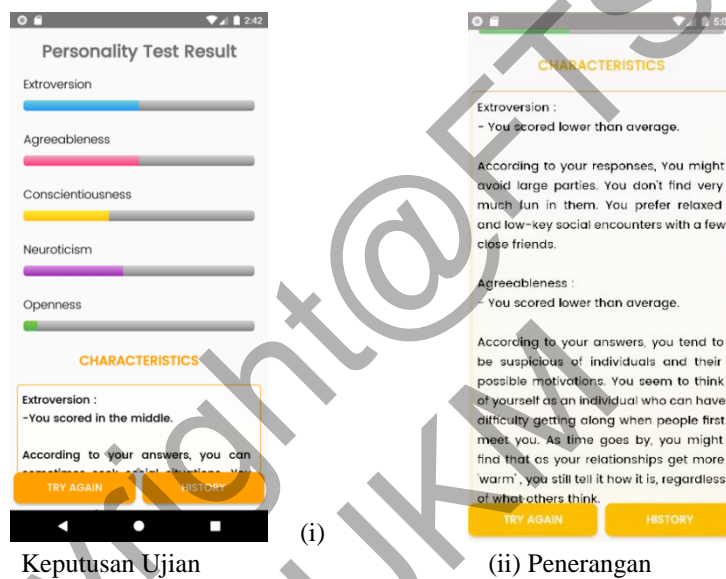 2:42
Personality Test Result
Extroversion
Agreeableness
Conscientiousness
Neuroticism
Openness
CHARACTERISTICS
Extroversion :
-You scored in the middle.
According to your answers, you can
TRY AGAIN
HISTORY
(i)
Keputusan Ujian
CHARACTERISTICS
Extroversion :
- You scored lower than average.
According to your responses, You might
avoid large parties. You don't find very
much fun in them. You prefer relaxed
and low-key social encounters with a few
close friends.
Agreeableness :
- You scored lower than average.
According to your answers, you tend to
be suspicious of individuals and their
possible motivations. You seem to think
of yourself as an individual who can have
difficulty getting along when people first
meet you. As time goes by, you might
find that as your relationships get more
'warm', you still tell it how it is, regardless
of what others think.
TRY AGAIN
HISTORY
(ii) Penerangan